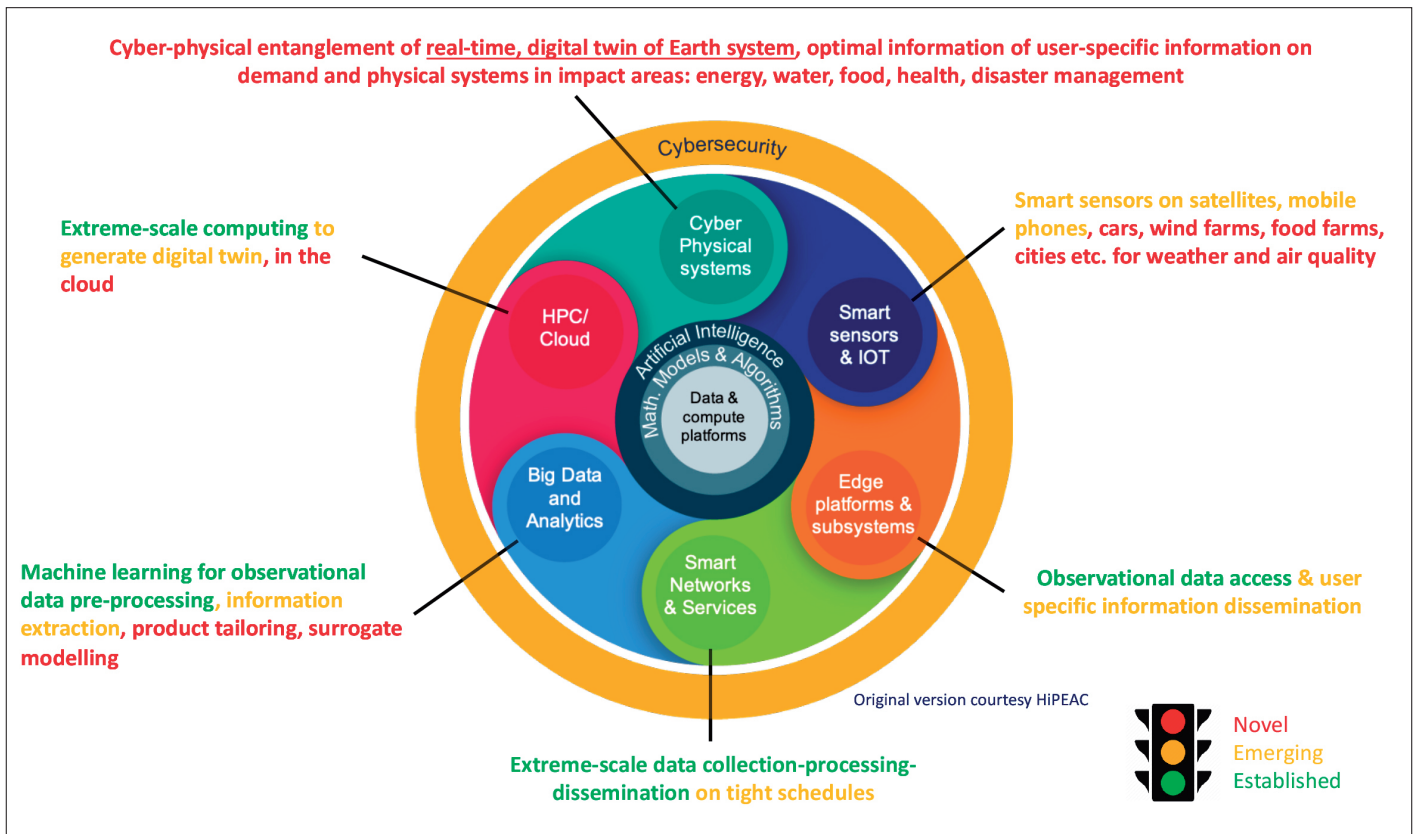 Cyber-physical entanglement of real-time, digital twin of Earth system, optimal information of user-specific information on
demand and physical systems in impact areas: energy, water, food, health, disaster management
Cybersecurity
Extreme-scale computing to
generate digital twin, in the
cloud
Smart sensors on satellites, mobile
phones, cars, wind farms, food farms,
cities etc. for weather and air quality
Cyber
Physical
systems
HPC/
Cloud
Smart
sensors
& IOT
Artificial Intelligence
Math. Models & Algorithms
Data &
compute
platforms
Big Data
and
Analytics
Edge
platforms &
subsystems
Smart
Networks
& Services
Machine learning for observational
data pre-processing, information
extraction, product tailoring, surrogate
modelling
Observational data access & user
specific information dissemination
Original version courtesy HiPEAC
Extreme-scale data collection-processing-
dissemination on tight schedules
Novel
Emerging
Established